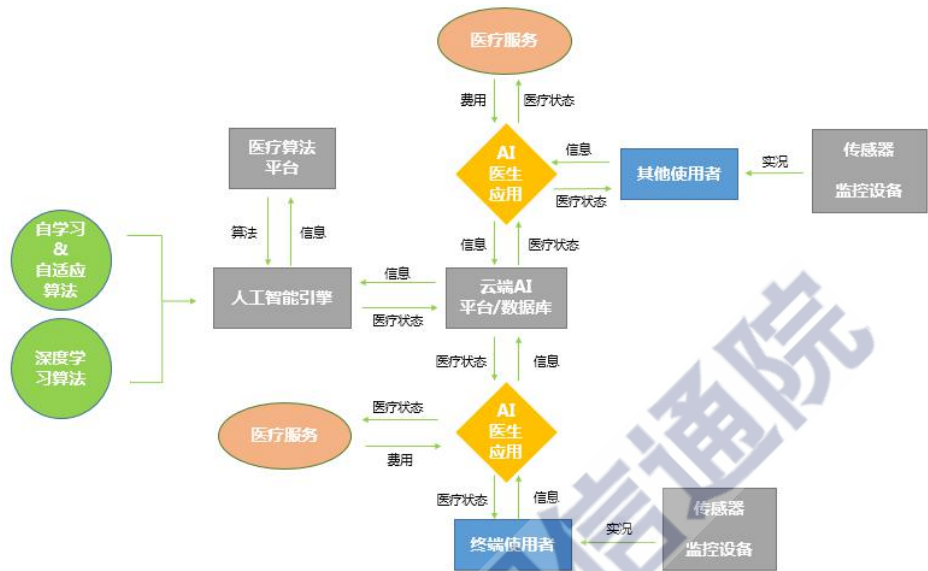 医疗服务
费用
医疗状态
医疗算法
平台
AI
医生
应用
信息
医疗状态
其他使用者
实况
传感器
监控设备
自学习
&
自适应
算法
算法
信息
信息
医疗状态
人工智能引擎
信息
医疗状态
云端AI
平台/数据库
深度学
习算法
医疗状态
信息
医疗服务
医疗状态
费用
AI
医生
应用
医疗状态
信息
终端使用者
实况
传感器
监控设备
信通院